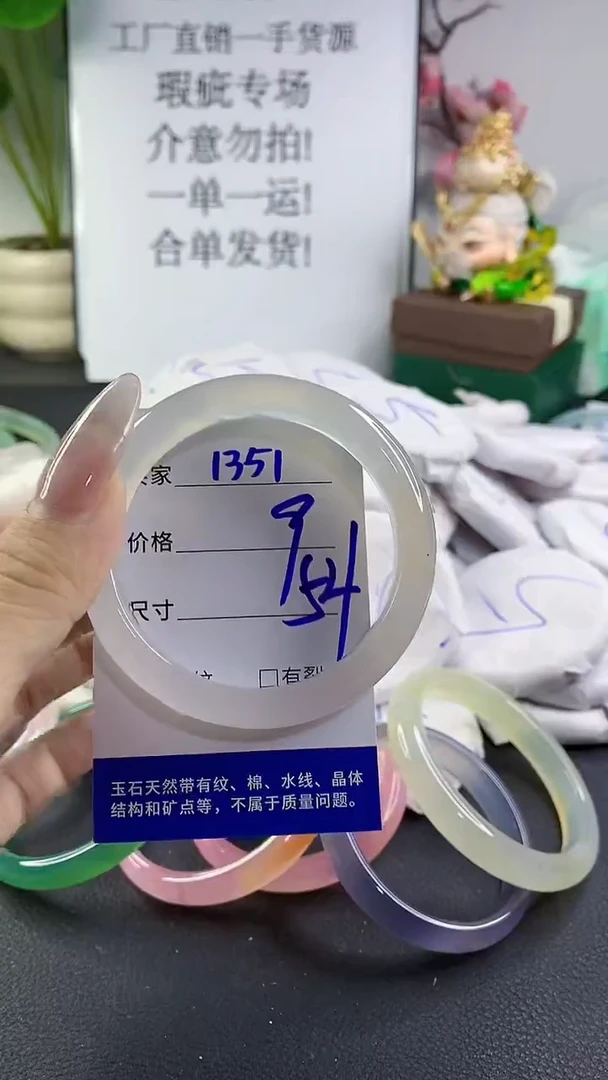 工厂直销一手货源
瑕疵专场
介意勿拍!
一单一运!
合单发货!
家 1351
价格 9
尺寸 54
纹 □有裂
玉石天然带有纹、棉、水线、晶体
结构和矿点等，不属于质量问题。